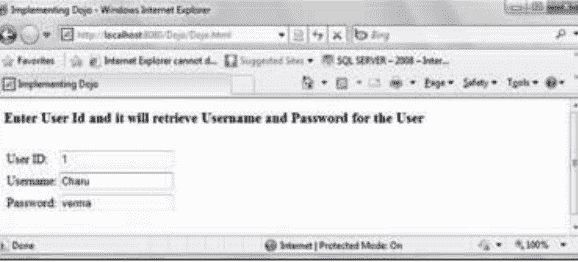 Implementing Dojo - Windows Internet Explorer
http://localhost:8080/Dojo/Dojo.html
Bing
Favorites Internet Explorer cannot d... Suggested Sites SQL SERVER – 2008 – Inter...
Implementing Dojo
Page Safety Tools
Enter User Id and it will retrieve Username and Password for the User
User ID: 1
Username: Charu
Password: verma
Done
Internet | Protected Mode: On
100%